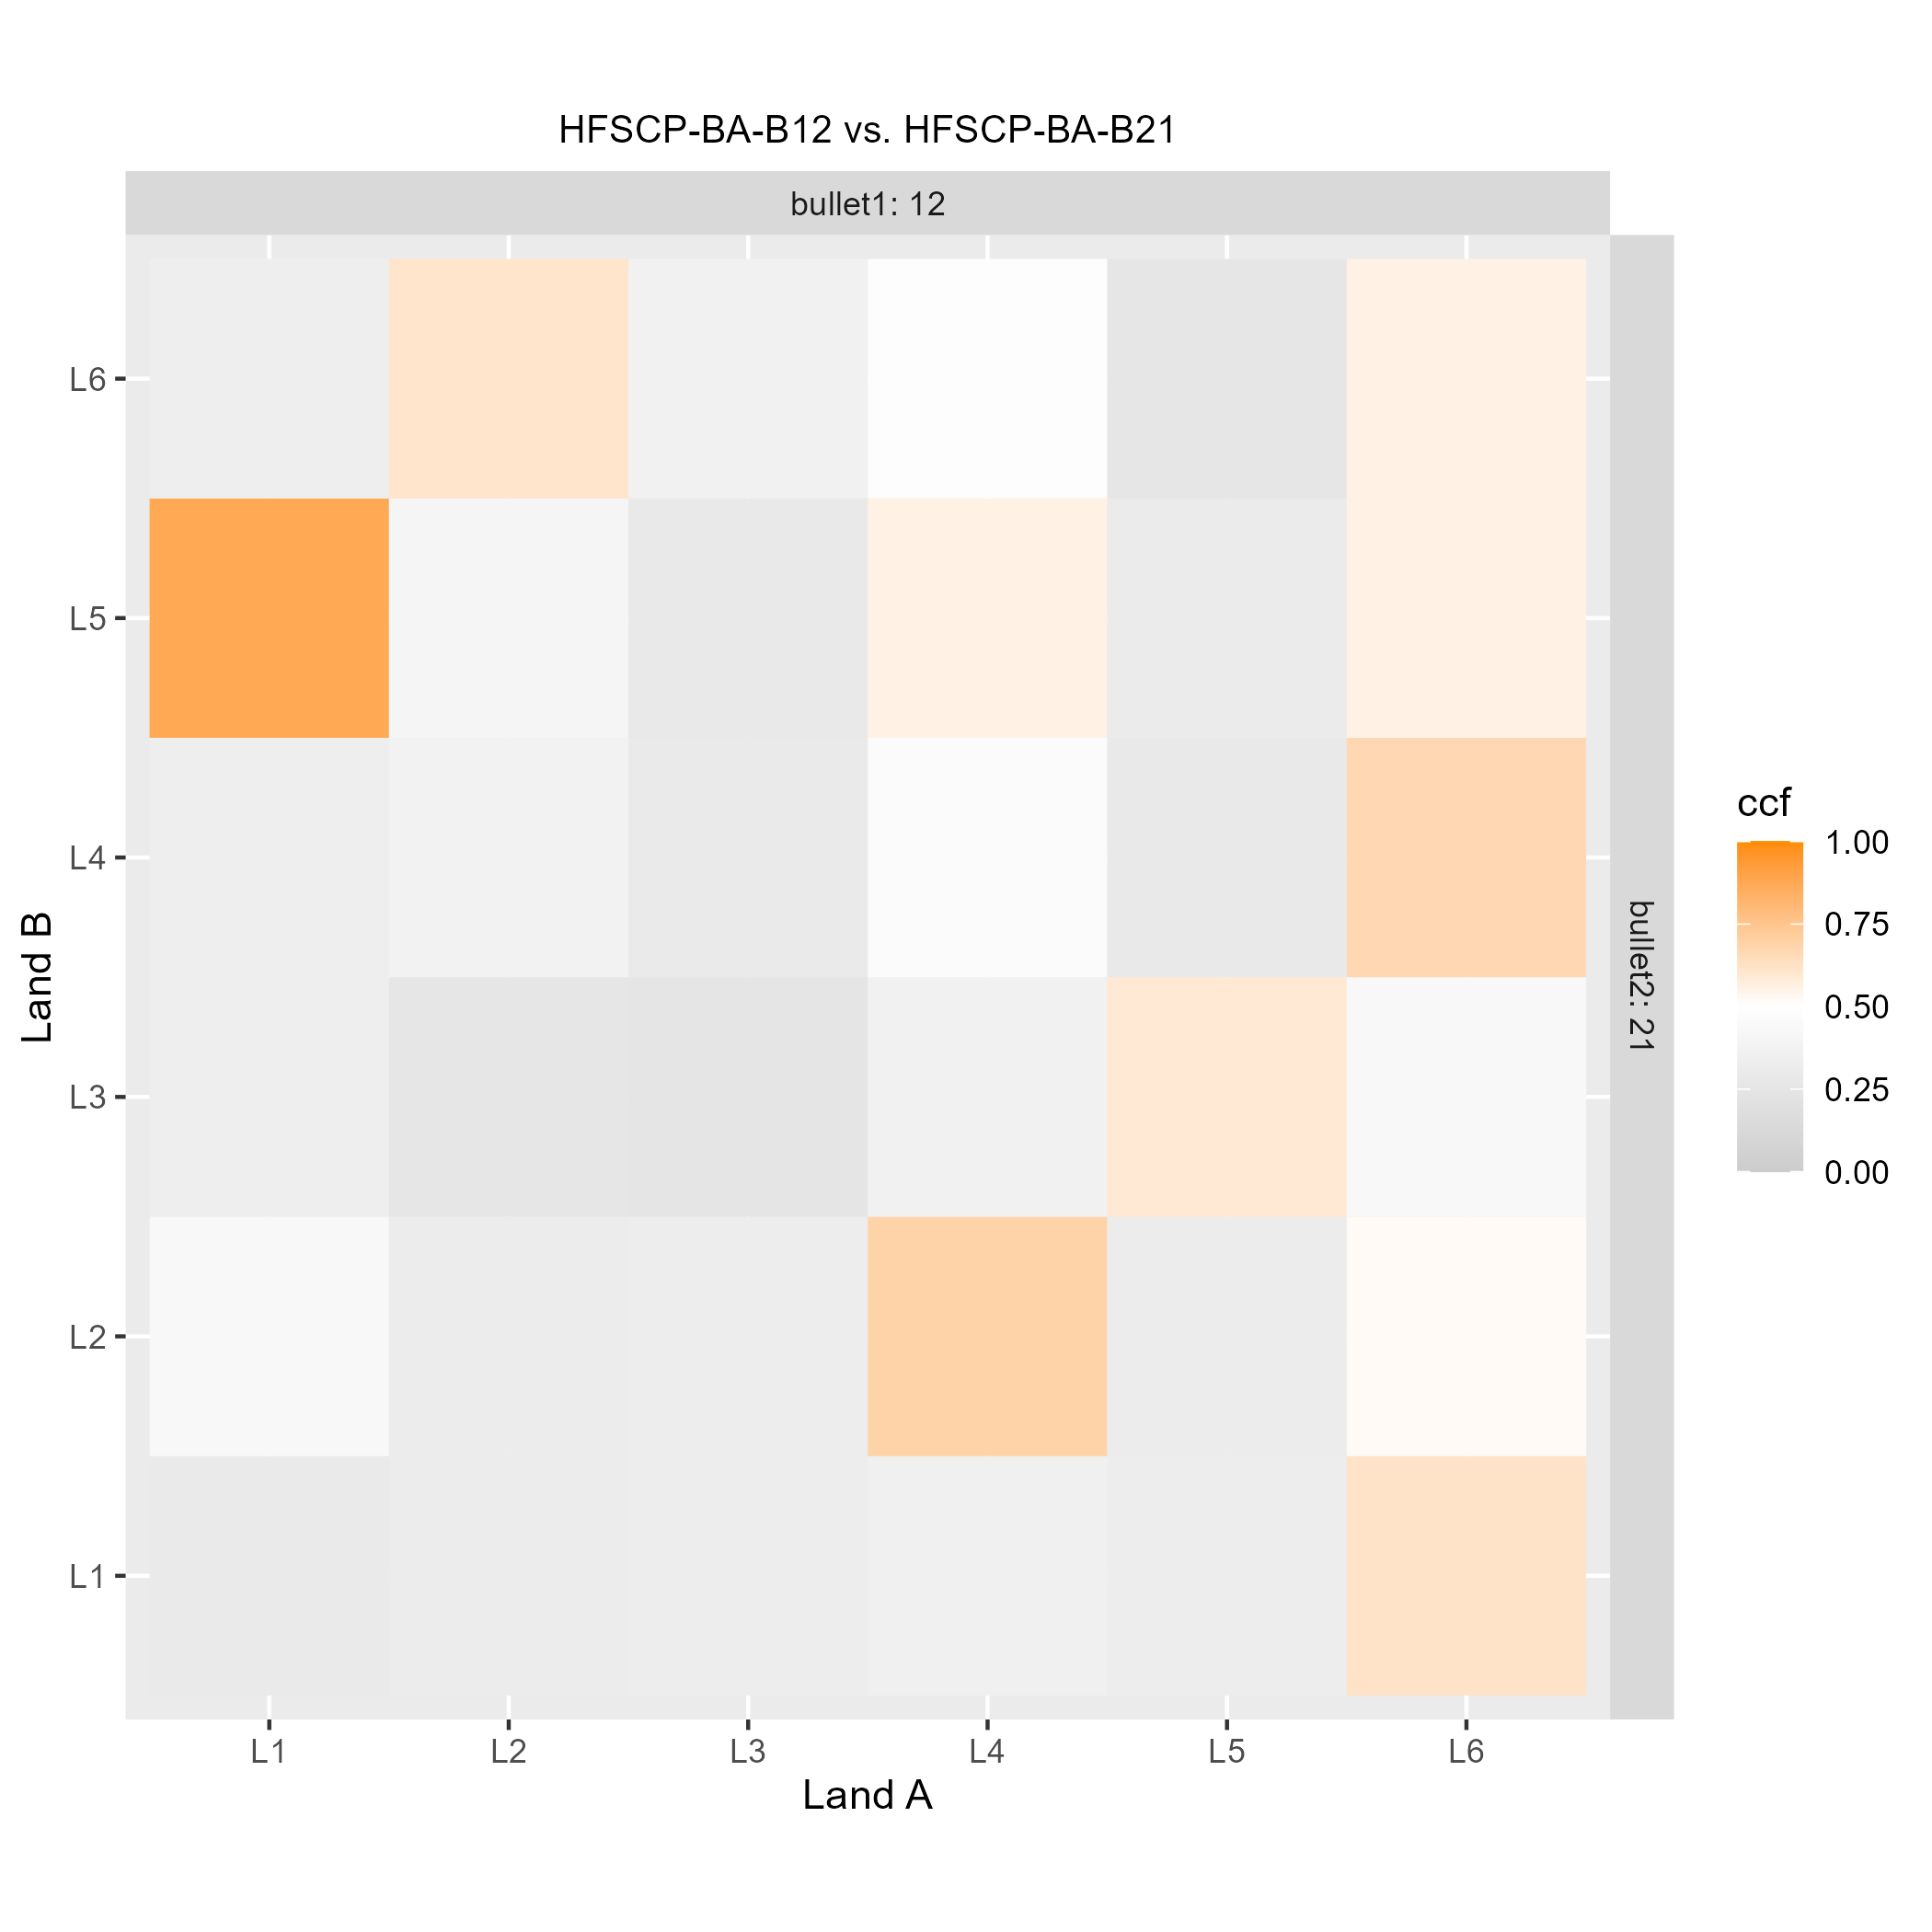 HFSCP-BA-B12 vs. HFSCP-BA-B21
bullet1: 12
L6
L5
L4
L3
L2
L1
Land B
bullet2: 21
ccf
1.00
0.75
0.50
0.25
0.00
L1
L2
L3
L4
L5
L6
Land A